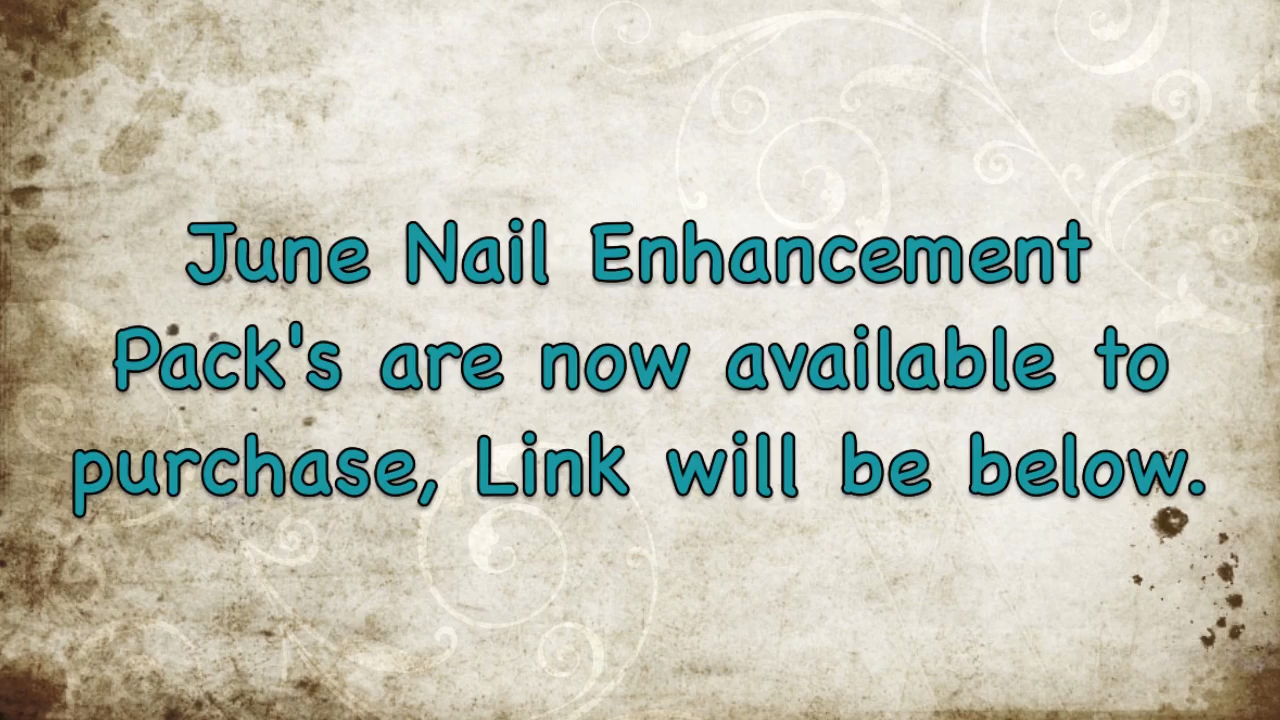 June Nail Enhancement
Pack's are now available to
purchase, Link will be below.